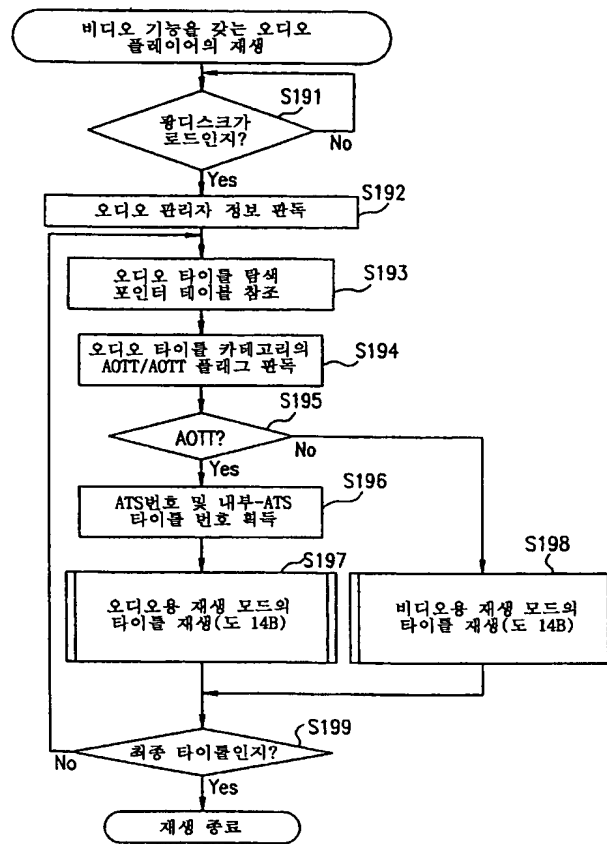 비디오 기능을 갖는 오디오
플레이어의 재생
S191
광디스크가
로드인지?
No
Yes
S192
오디오 관리자 정보 판독
S193
오디오 타이틀 탐색
포인터 테이블 참조
S194
오디오 타이틀 카테고리의
AOTT/AOTT 플래그 판독
S195
AOTT?
No
Yes
S196
ATS번호 및 내부-ATS
타이틀 번호 획득
S197
오디오용 재생 모드의
타이틀 재생(도 14B)
S198
비디오용 재생 모드의
타이틀 재생(도 14B)
S199
최종 타이틀인지?
No
Yes
재생 종료